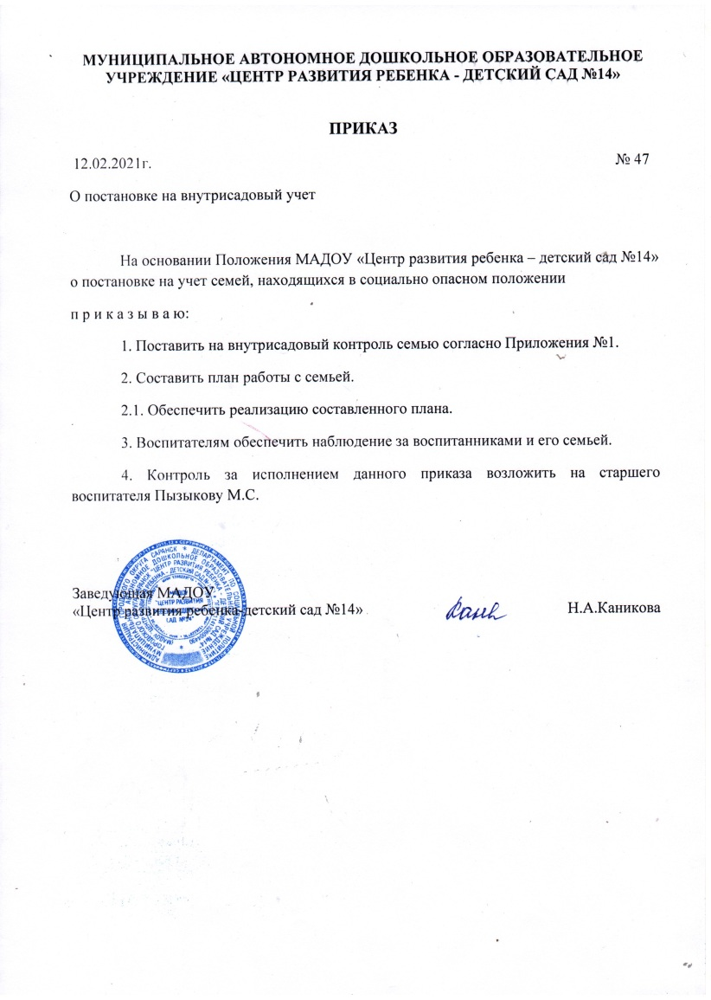 МУНИЦИПАЛЬНОЕ АВТОНОМНОЕ ДОШКОЛЬНОЕ ОБРАЗОВАТЕЛЬНОЕ
УЧРЕЖДЕНИЕ «ЦЕНТР РАЗВИТИЯ РЕБЕНКА - ДЕТСКИЙ САД №14»
ПРИКАЗ
12.02.2021г. № 47
О постановке на внутрисадовый учет
На основании Положения МАДОУ «Центр развития ребенка – детский сад №14»
о постановке на учет семей, находящихся в социально опасном положении
п р и к а з ы в а ю:
1. Поставить на внутрисадовый контроль семью согласно Приложения №1.
2. Составить план работы с семьей.
2.1. Обеспечить реализацию составленного плана.
3. Воспитателям обеспечить наблюдение за воспитанниками и его семьей.
4. Контроль за исполнением данного приказа возложить на старшего
воспитателя Пызыкову М.С.
Заведующая МАДОУ
«Центр развития ребенка-детский сад №14» Н.А.Каникова